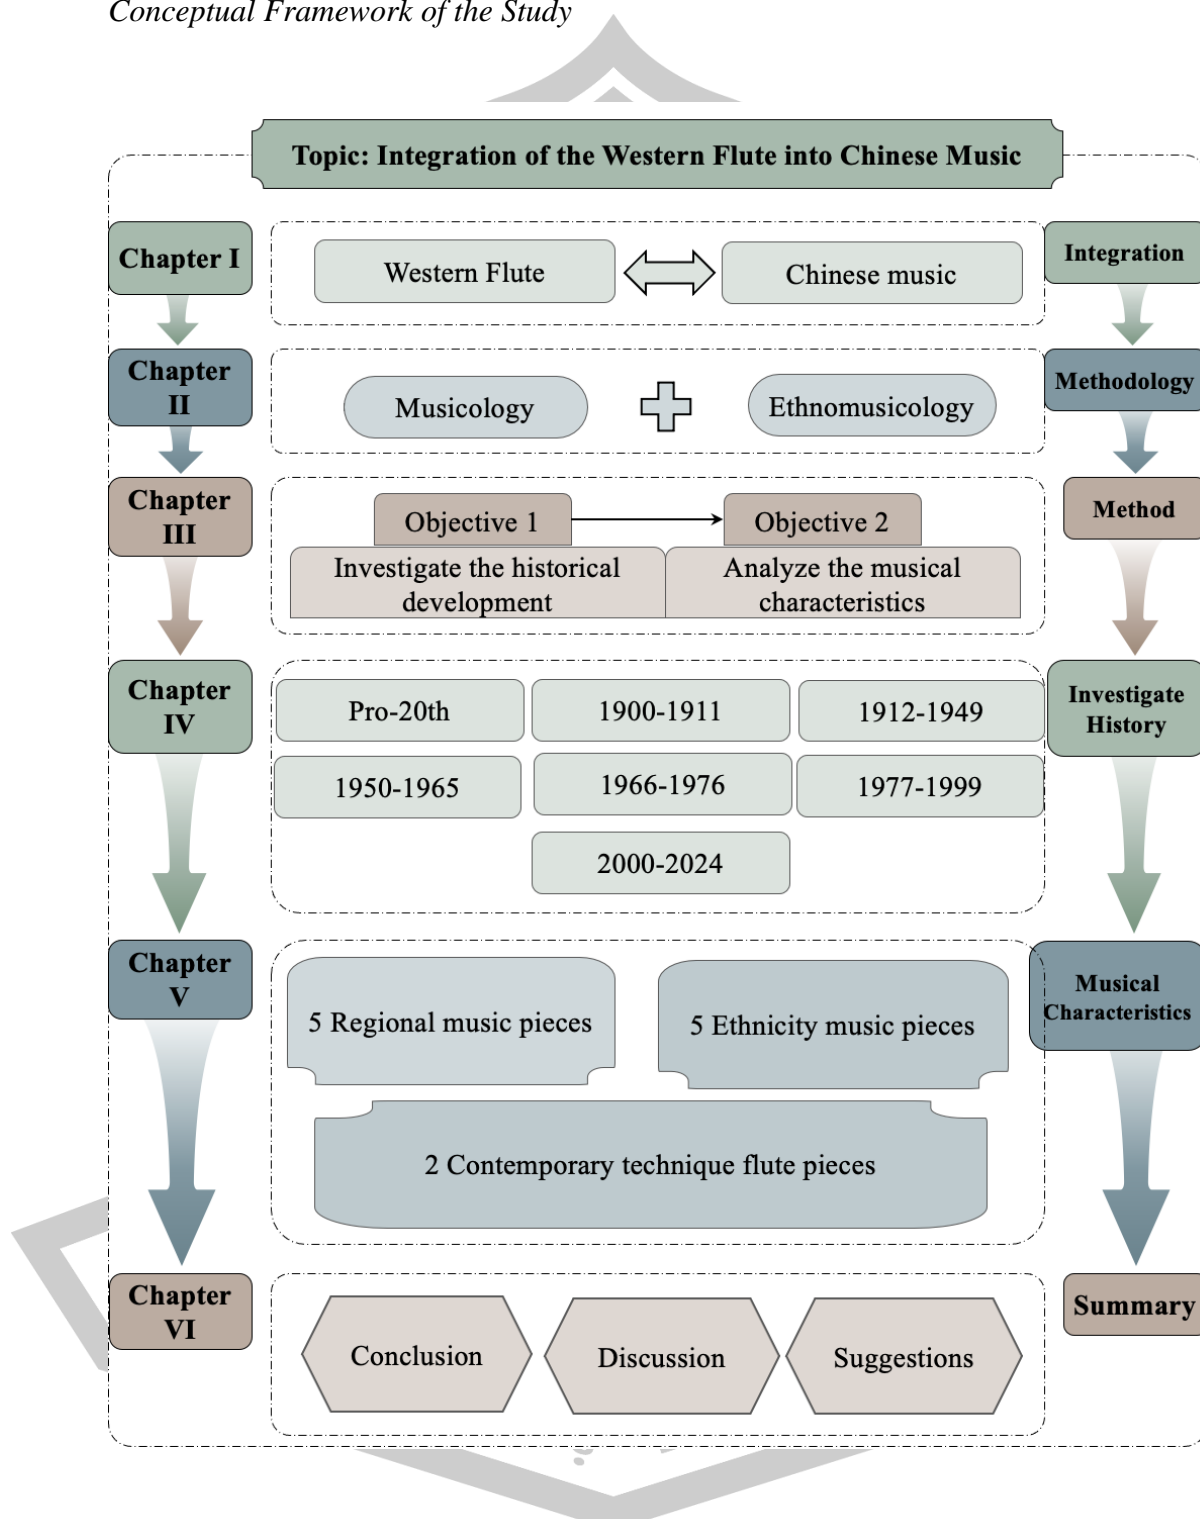 Conceptual Framework of the Study
Topic: Integration of the Western Flute into Chinese Music
Chapter I
Western Flute
Chinese music
Integration
Chapter
II
Musicology
Ethnomusicology
Methodology
Chapter
III
Objective 1
Objective 2
Investigate the historical
development
Analyze the musical
characteristics
Method
Chapter
IV
Pro-20th
1900-1911
1912-1949
1950-1965
1966-1976
1977-1999
2000-2024
Investigate
History
Chapter
V
5 Regional music pieces
5 Ethnicity music pieces
2 Contemporary technique flute pieces
Musical
Characteristics
Chapter
VI
Conclusion
Discussion
Suggestions
Summary